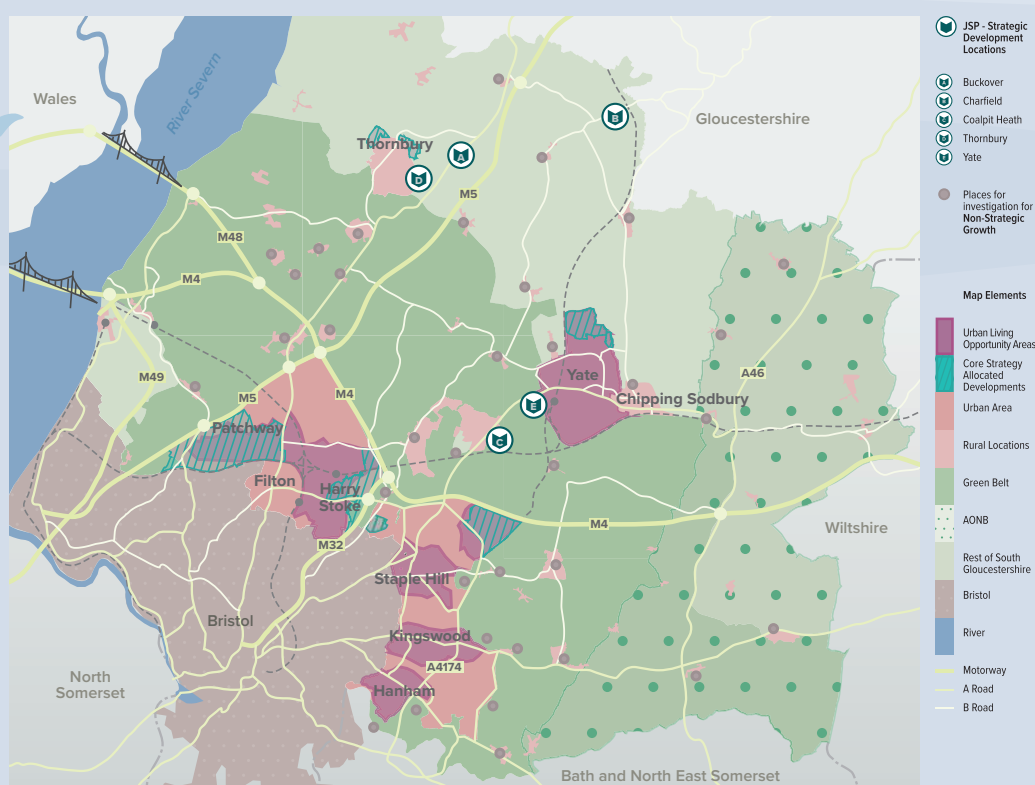 Wales
River Severn
Gloucestershire
Thornbury
B
A
D
M5
M48
M4
M49
M5
M4
A46
Yate
Chipping Sodbury
E
C
Patchway
Filton
Harry
Stoke
M32
M4
Wiltshire
Staple Hill
Bristol
Kingswood
A4174
Hanham
North
Somerset
Bath and North East Somerset
JSP - Strategic
Development
Locations
Buckover
Charfield
Coalpit Heath
Thornbury
Yate
Places for
investigation for
Non-Strategic
Growth
Map Elements
Urban Living
Opportunity Areas
Core Strategy
Allocated
Developments
Urban Area
Rural Locations
Green Belt
AONB
Rest of South
Gloucestershire
Bristol
River
Motorway
A Road
B Road